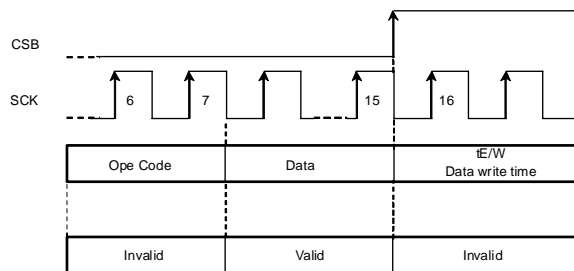 CSB
SCK
6
7
15
16
Ope Code
Data
tE/W
Data write time
Invalid
Valid
Invalid